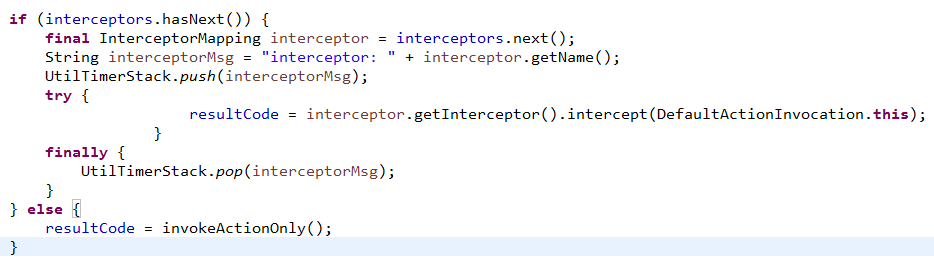 if (interceptors.hasNext()) {
    final InterceptorMapping interceptor = interceptors.next();
    String interceptorMsg = "interceptor: " + interceptor.getName();
    UtilTimerStack.push(interceptorMsg);
    try {
                    resultCode = interceptor.getInterceptor().intercept(DefaultActionInvocation.this);
                }
    finally {
        UtilTimerStack.pop(interceptorMsg);
    }
} else {
    resultCode = invokeActionOnly();
}